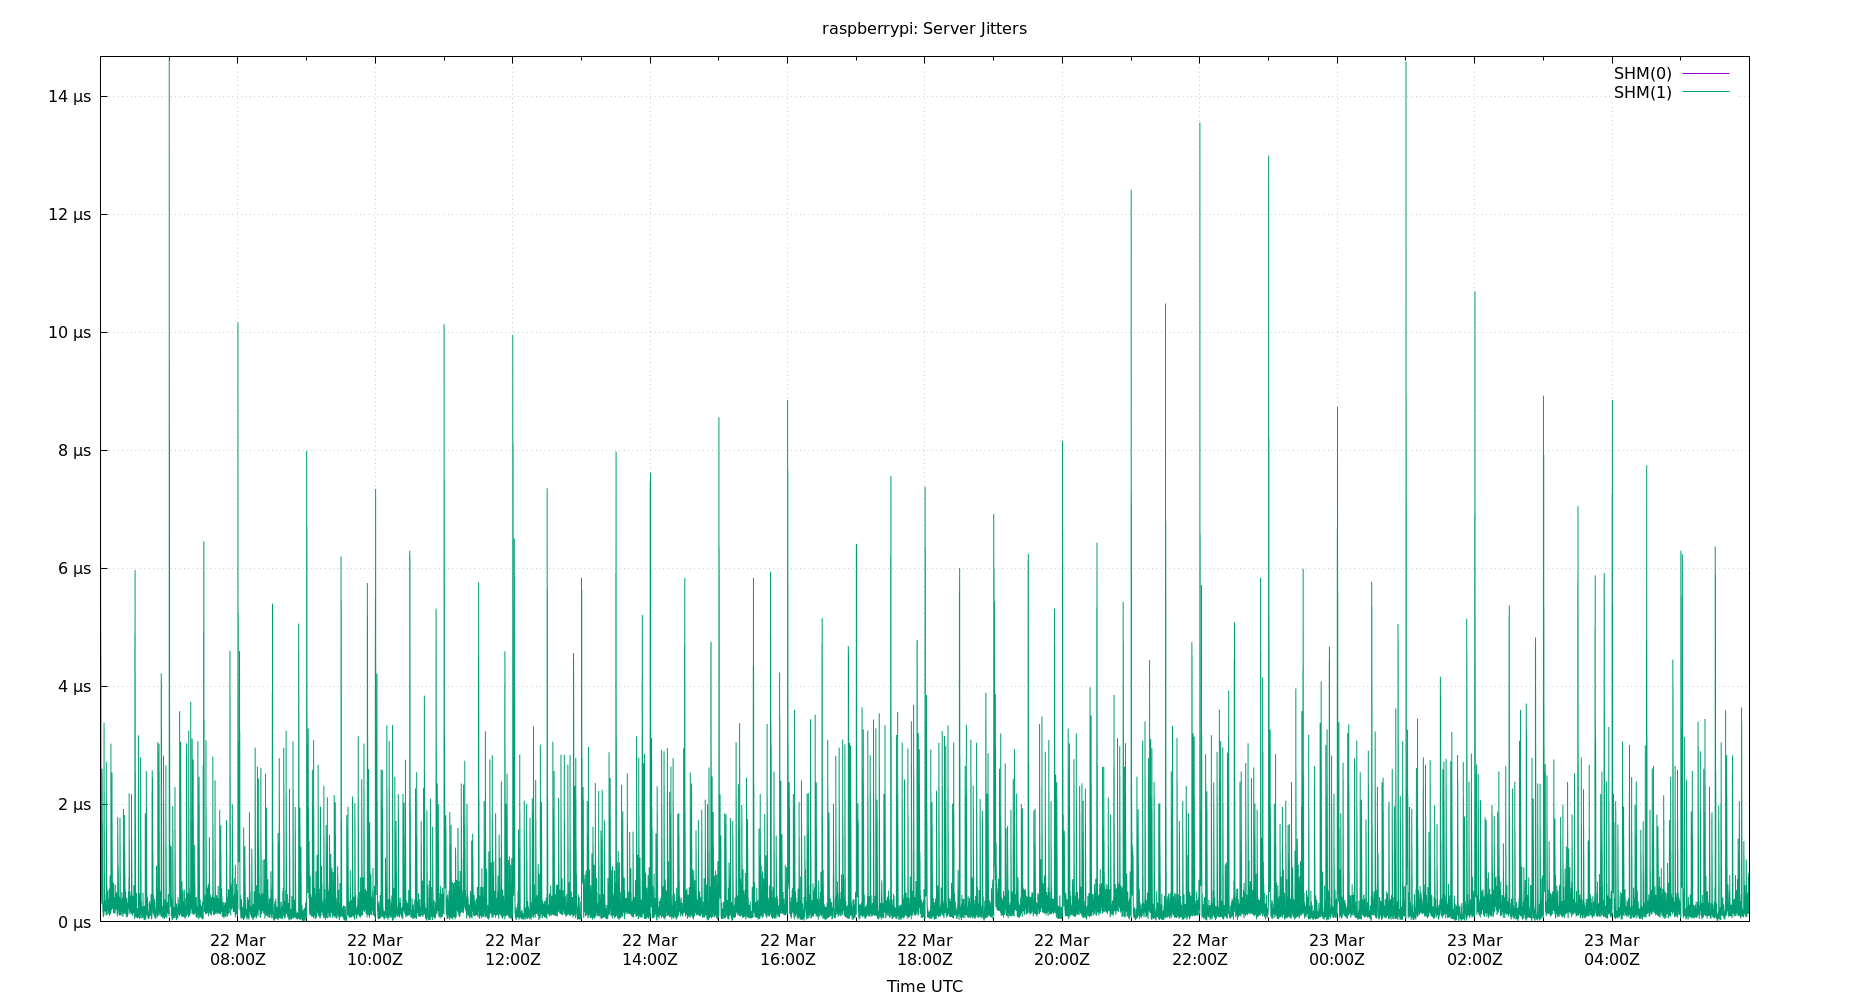 raspberrypi: Server Jitters
SHM(0)
SHM(1)
14 µs
12 µs
10 µs
8 µs
6 µs
4 µs
2 µs
0 µs
22 Mar 22 Mar 22 Mar 22 Mar 22 Mar 22 Mar 22 Mar 22 Mar 23 Mar 23 Mar 23 Mar
08:00Z 10:00Z 12:00Z 14:00Z 16:00Z 18:00Z 20:00Z 22:00Z 00:00Z 02:00Z 04:00Z
Time UTC